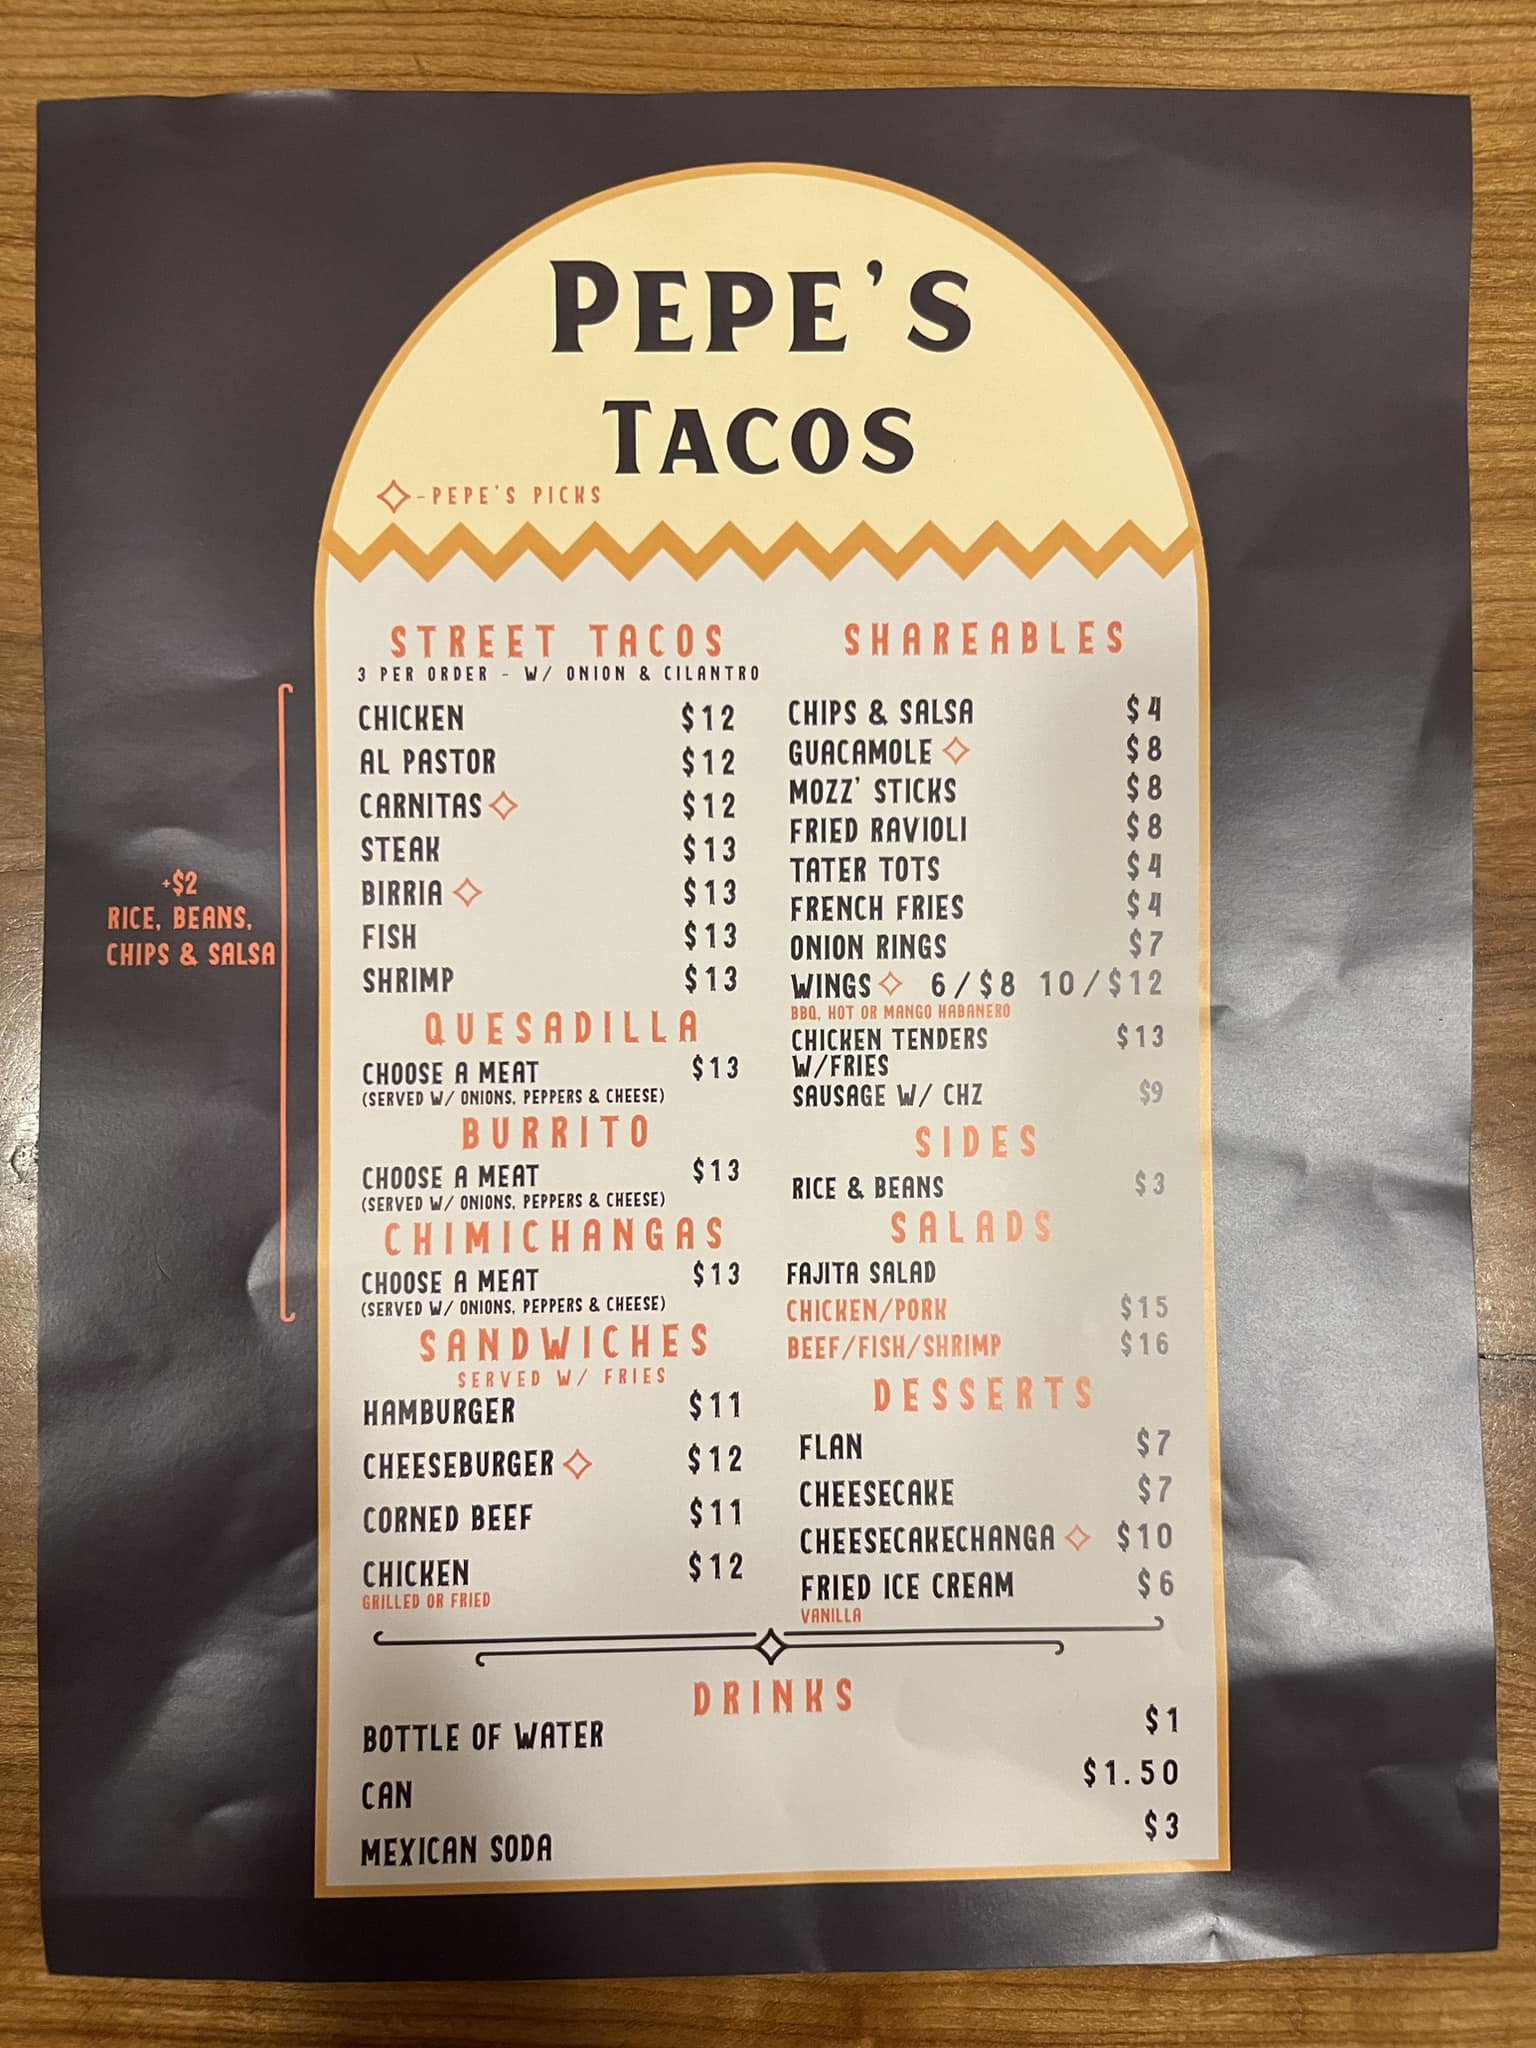 PEPE'S
TACOS
-PEPE'S PICKS
STREET TACOS
3 PER ORDER - W/ ONION & CILANTRO
CHICKEN $12
AL PASTOR $12
CARNITAS $12
STEAK $13
BIRRIA $13
FISH $13
SHRIMP $13
+$2
RICE, BEANS,
CHIPS & SALSA
QUESADILLA
CHOOSE A MEAT $13
(SERVED W/ ONIONS, PEPPERS & CHEESE)
BURRITO
CHOOSE A MEAT $13
(SERVED W/ ONIONS, PEPPERS & CHEESE)
CHIMICHANGAS
CHOOSE A MEAT $13
(SERVED W/ ONIONS, PEPPERS & CHEESE)
SANDWICHES
SERVED W/ FRIES
HAMBURGER $11
CHEESEBURGER $12
CORNED BEEF $11
CHICKEN $12
GRILLED OR FRIED
SHAREABLES
CHIPS & SALSA $4
GUACAMOLE $8
MOZZ' STICKS $8
FRIED RAVIOLI $8
TATER TOTS $4
FRENCH FRIES $4
ONION RINGS $7
WINGS 6/$8 10/$12
BBQ, HOT OR MANGO HABANERO
CHICKEN TENDERS $13
W/FRIES
SAUSAGE W/ CHZ $9
SIDES
RICE & BEANS $3
SALADS
FAJITA SALAD
CHICKEN/PORK $15
BEEF/FISH/SHRIMP $16
DESSERTS
FLAN $7
CHEESECAKE $7
CHEESECAKECHANGA $10
FRIED ICE CREAM $6
VANILLA
DRINKS
BOTTLE OF WATER $1
CAN $1.50
MEXICAN SODA $3